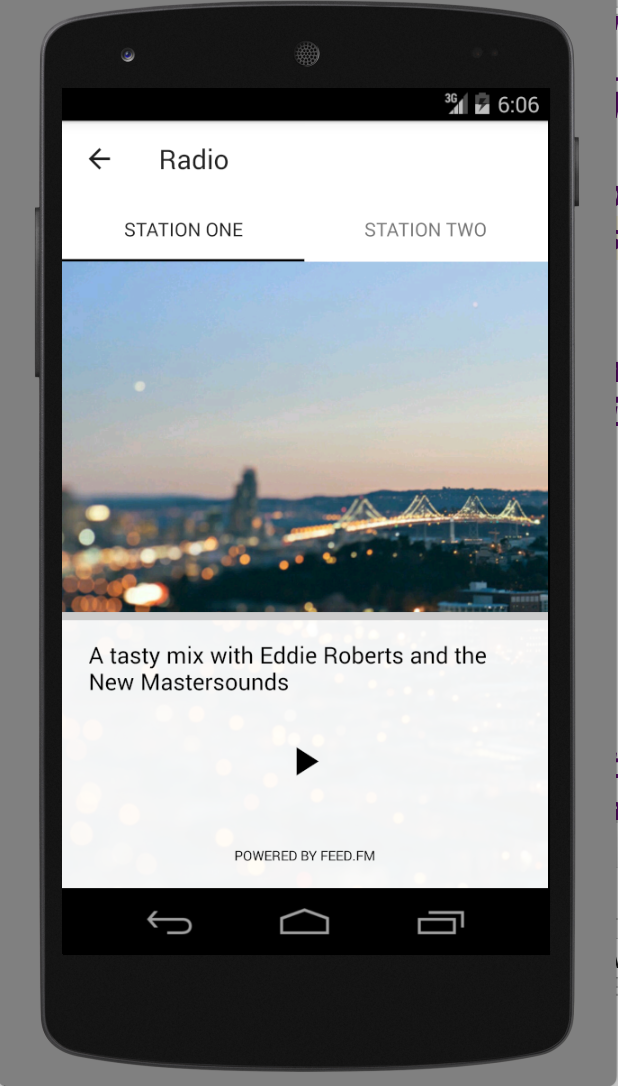 3G 6:06
Radio
STATION ONE STATION TWO
A tasty mix with Eddie Roberts and the
New Mastersounds
POWERED BY FEED.FM